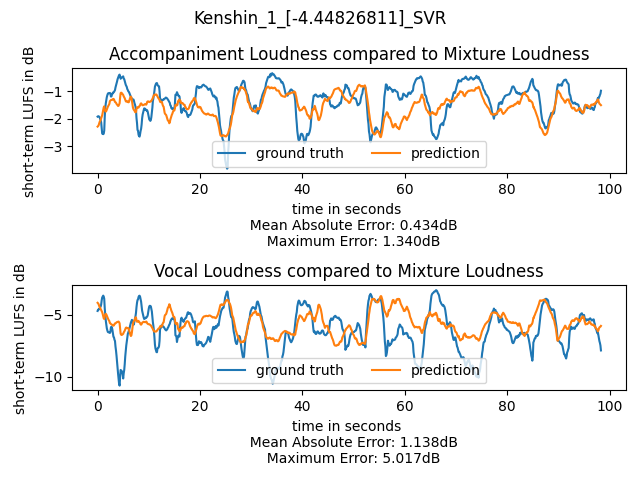 Kenshin_1_[-4.44826811]_SVR
Accompaniment Loudness compared to Mixture Loudness
short-term LUFS in dB
−1
−2
−3
ground truth
prediction
0 20 40 60 80 100
time in seconds
Mean Absolute Error: 0.434dB
Maximum Error: 1.340dB
Vocal Loudness compared to Mixture Loudness
short-term LUFS in dB
−5
−10
ground truth
prediction
0 20 40 60 80 100
time in seconds
Mean Absolute Error: 1.138dB
Maximum Error: 5.017dB